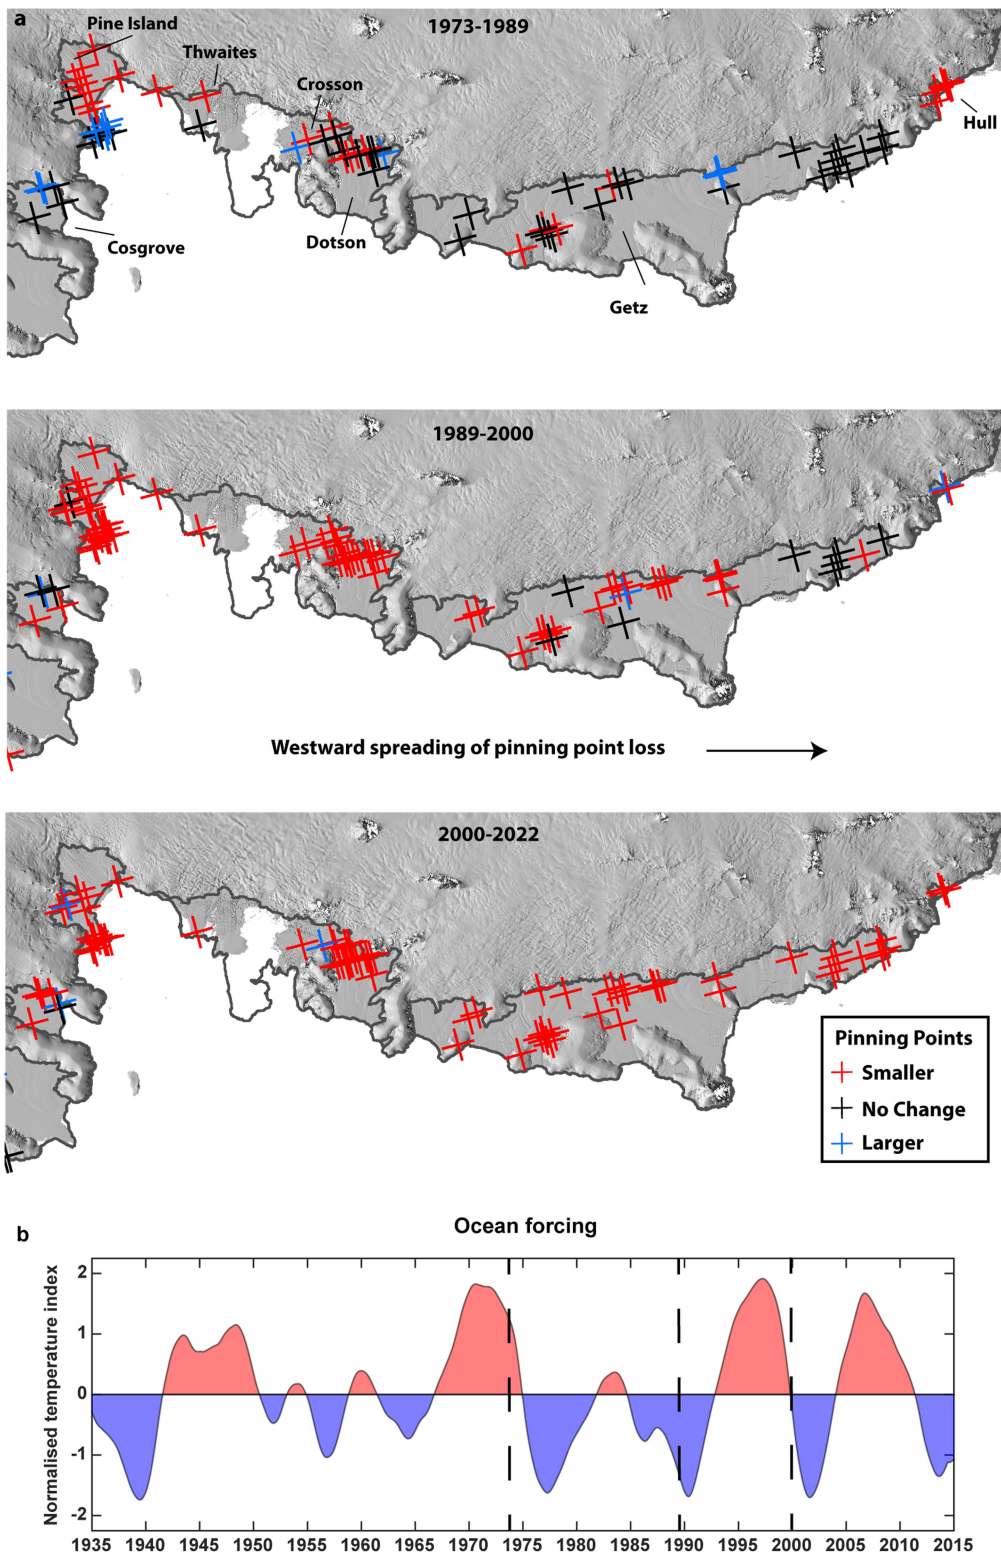 a
1973-1989
Pine Island
Thwaites
Crosson
Hull
Dotson
Cosgrove
Getz
1989-2000
Westward spreading of pinning point loss
2000-2022
Pinning Points
Smaller
No Change
Larger
b
Ocean forcing
Normalised temperature index
2
1
0
-1
-2
1935 1940 1945 1950 1955 1960 1965 1970 1975 1980 1985 1990 1995 2000 2005 2010 2015